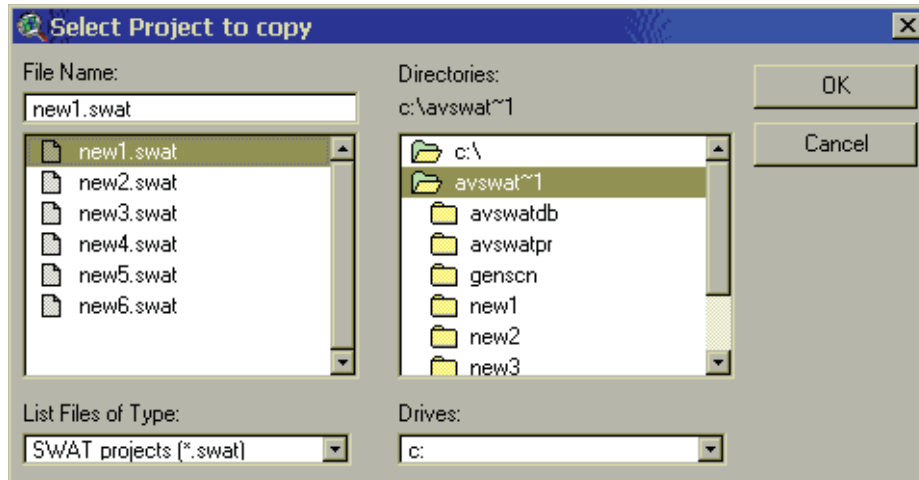 Select Project to copy
File Name:
new1.swat
new1.swat
new2.swat
new3.swat
new4.swat
new5.swat
new6.swat
List Files of Type:
SWAT projects (*.swat)
Directories:
c:\avswat~1
c:\
avswat~1
avswatdb
avswatpr
genscn
new1
new2
new3
Drives:
c:
OK
Cancel